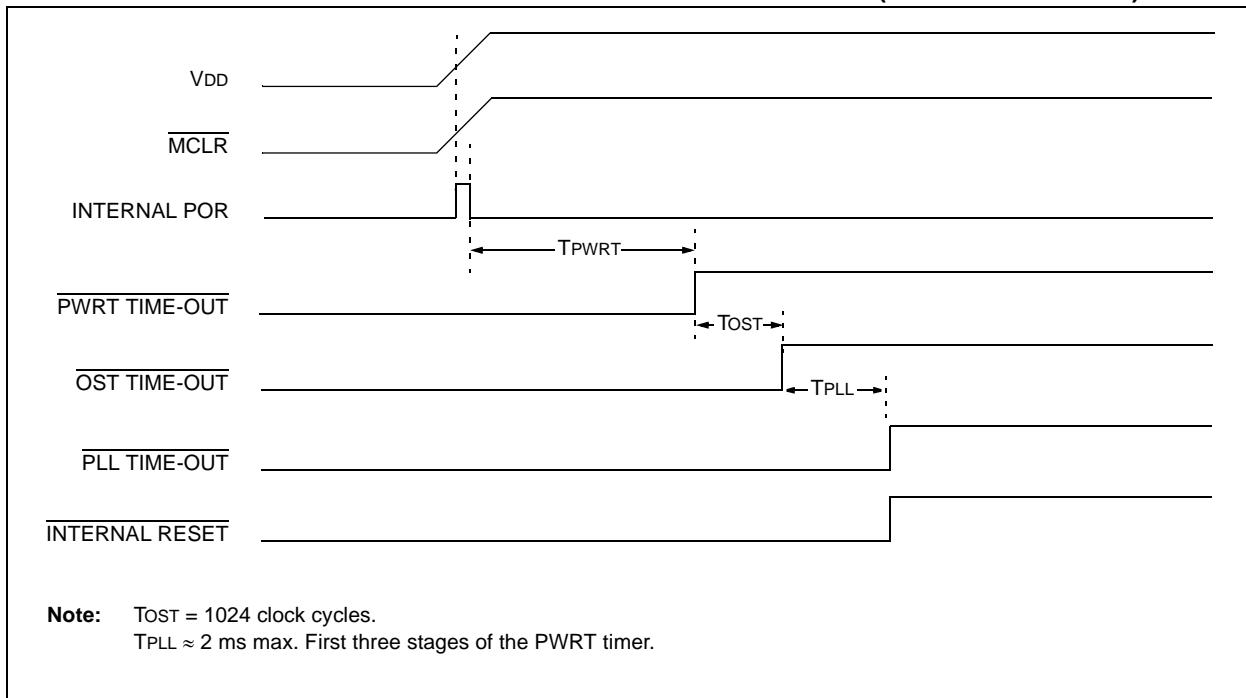 VDD
MCLR
INTERNAL POR
TPWRT
PWRT TIME-OUT
TOST
OST TIME-OUT
TPLL
PLL TIME-OUT
INTERNAL RESET
Note: TOST = 1024 clock cycles.
TPLL ≈ 2 ms max. First three stages of the PWRT timer.